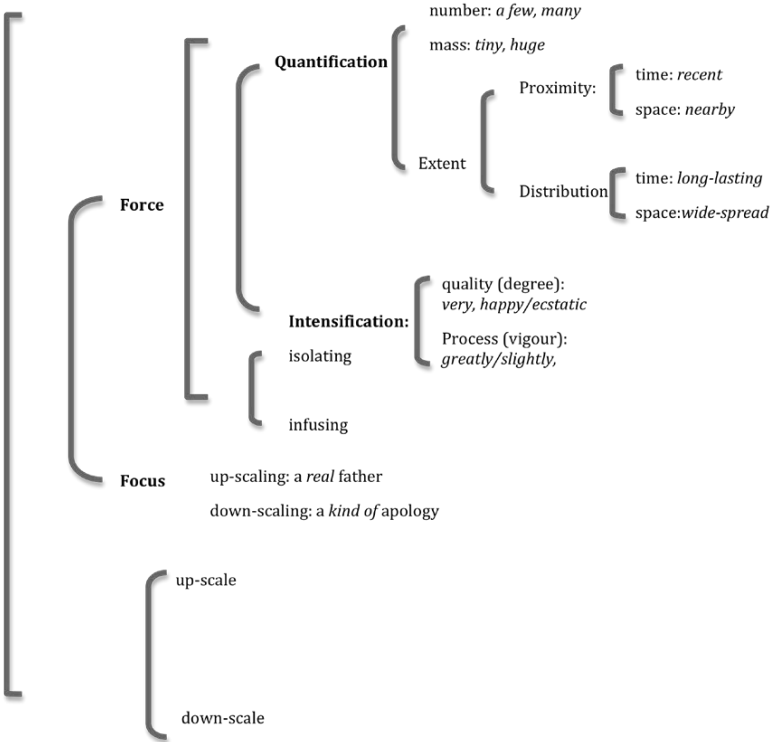 number: a few, many
mass: tiny, huge
Quantification
Proximity:
time: recent
space: nearby
Extent
Distribution
time: long-lasting
space:wide-spread
Force
quality (degree):
very, happy/ecstatic
Intensification:
Process (vigour):
greatly/slightly,
isolating
infusing
Focus
up-scaling: a real father
down-scaling: a kind of apology
up-scale
down-scale